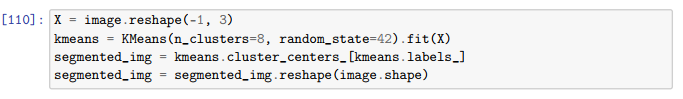 [110]: X = image.reshape(-1, 3)
kmeans = KMeans(n_clusters=8, random_state=42).fit(X)
segmented_img = kmeans.cluster_centers_[kmeans.labels_]
segmented_img = segmented_img.reshape(image.shape)